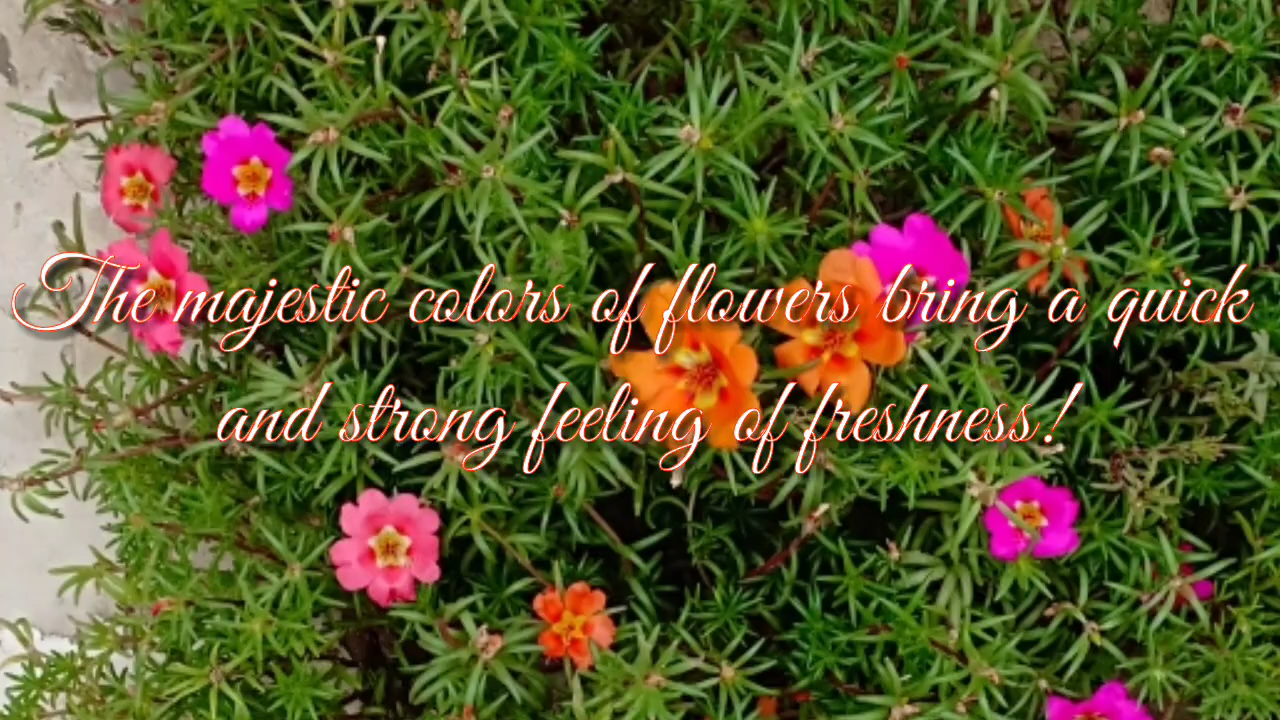 The majestic colors of flowers bring a quick
and strong feeling of freshness!